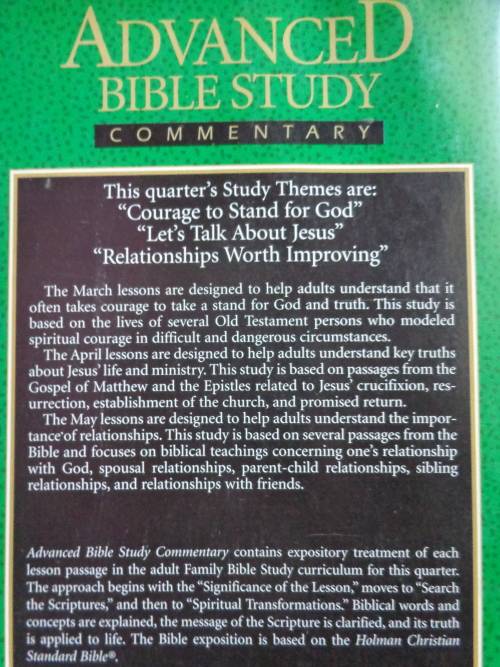 ADVANCED
BIBLE STUDY
COMMENTARY
This quarter's Study Themes are:
"Courage to Stand for God"
"Let's Talk About Jesus"
"Relationships Worth Improving"
The March lessons are designed to help adults understand that it
often takes courage to take a stand for God and truth. This study is
based on the lives of several Old Testament persons who modeled
spiritual courage in difficult and dangerous circumstances.
The April lessons are designed to help adults understand key truths
about Jesus' life and ministry. This study is based on passages from the
Gospel of Matthew and the Epistles related to Jesus' crucifixion, res-
urrection, establishment of the church, and promised return.
The May lessons are designed to help adults understand the impor-
tance of relationships. This study is based on several passages from the
Bible and focuses on biblical teachings concerning one's relationship
with God, spousal relationships, parent-child relationships, sibling
relationships, and relationships with friends.
Advanced Bible Study Commentary contains expository treatment of each
lesson passage in the adult Family Bible Study curriculum for this quarter.
The approach begins with the "Significance of the Lesson," moves to "Search
the Scriptures," and then to "Spiritual Transformations." Biblical words and
concepts are explained, the message of the Scripture is clarified, and its truth
is applied to life. The Bible exposition is based on the Holman Christian
Standard Bible®.